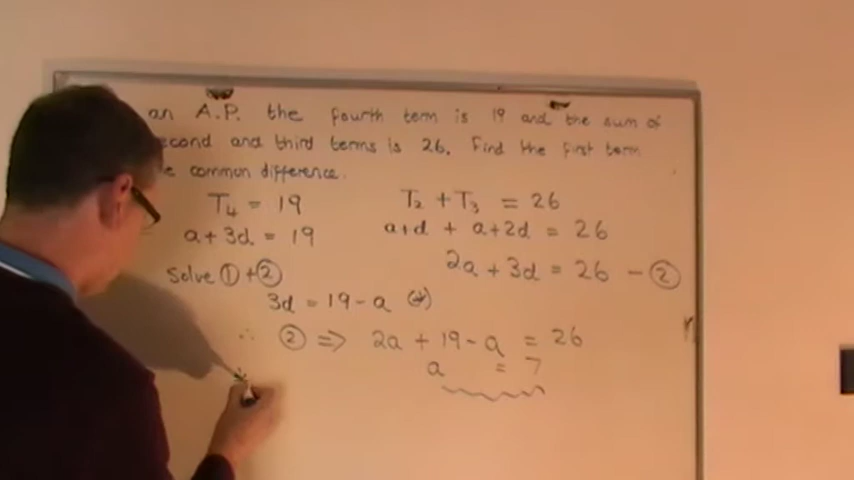 an A.P. the fourth term is 19 and the sum of
second and third terms is 26. Find the first term
common difference.
T₄ = 19
T₂ + T₃ = 26
a + 3d = 19
a+d + a+2d = 26
2a + 3d = 26 - ②
Solve ① + ②
3d = 19 - a (*)
∴ ② ⇒ 2a + 19 - a = 26
a = 7